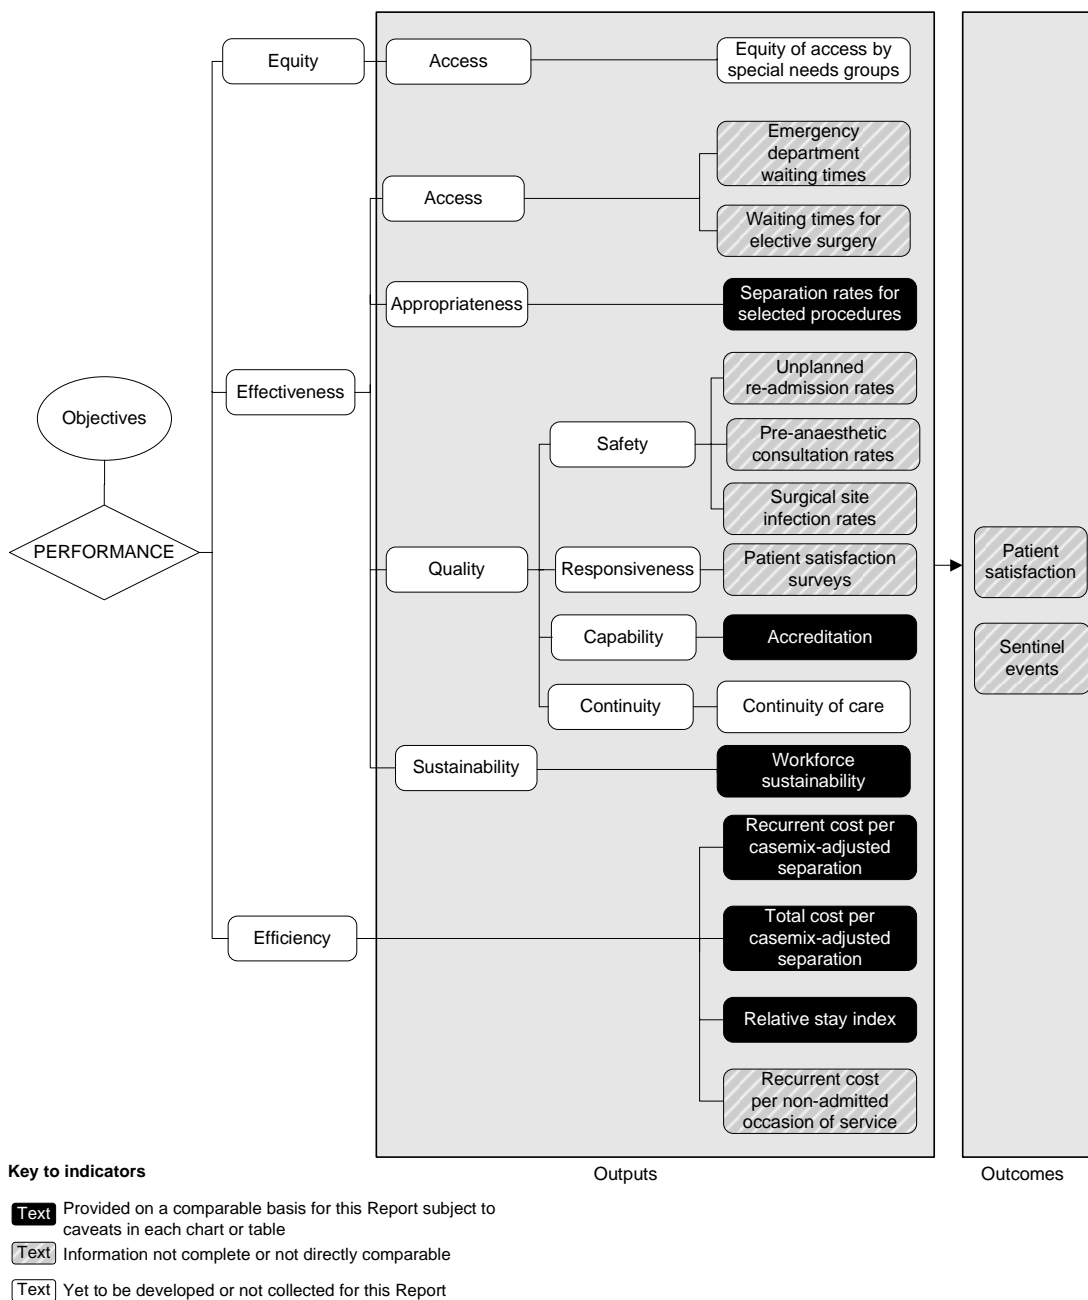 Equity
Access
Equity of access by
special needs groups
Emergency
department
waiting times
Access
Waiting times for
elective surgery
Appropriateness
Separation rates for
selected procedures
Unplanned
re-admission rates
Effectiveness
Objectives
Safety
Pre-anaesthetic
consultation rates
Surgical site
infection rates
PERFORMANCE
Quality
Responsiveness
Patient satisfaction
surveys
Patient
satisfaction
Capability
Accreditation
Sentinel
events
Continuity
Continuity of care
Sustainability
Workforce
sustainability
Recurrent cost per
casemix-adjusted
separation
Efficiency
Total cost per
casemix-adjusted
separation
Relative stay index
Recurrent cost
per non-admitted
occasion of service
Outputs
Outcomes
Key to indicators
Text Provided on a comparable basis for this Report subject to
caveats in each chart or table
Text Information not complete or not directly comparable
Text Yet to be developed or not collected for this Report